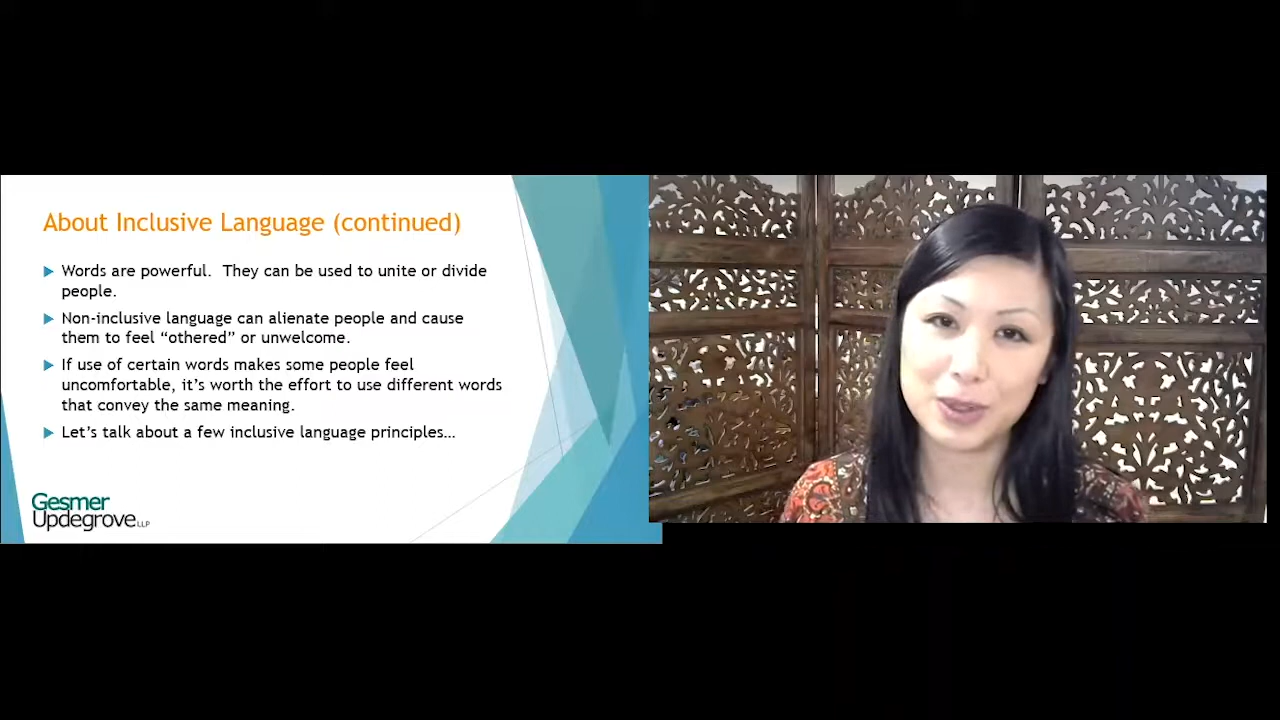 About Inclusive Language (continued)
Words are powerful.  They can be used to unite or divide
people.
Non-inclusive language can alienate people and cause
them to feel “othered” or unwelcome.
If use of certain words makes some people feel
uncomfortable, it’s worth the effort to use different words
that convey the same meaning.
Let’s talk about a few inclusive language principles…
Gesmer
Updegrove LLP